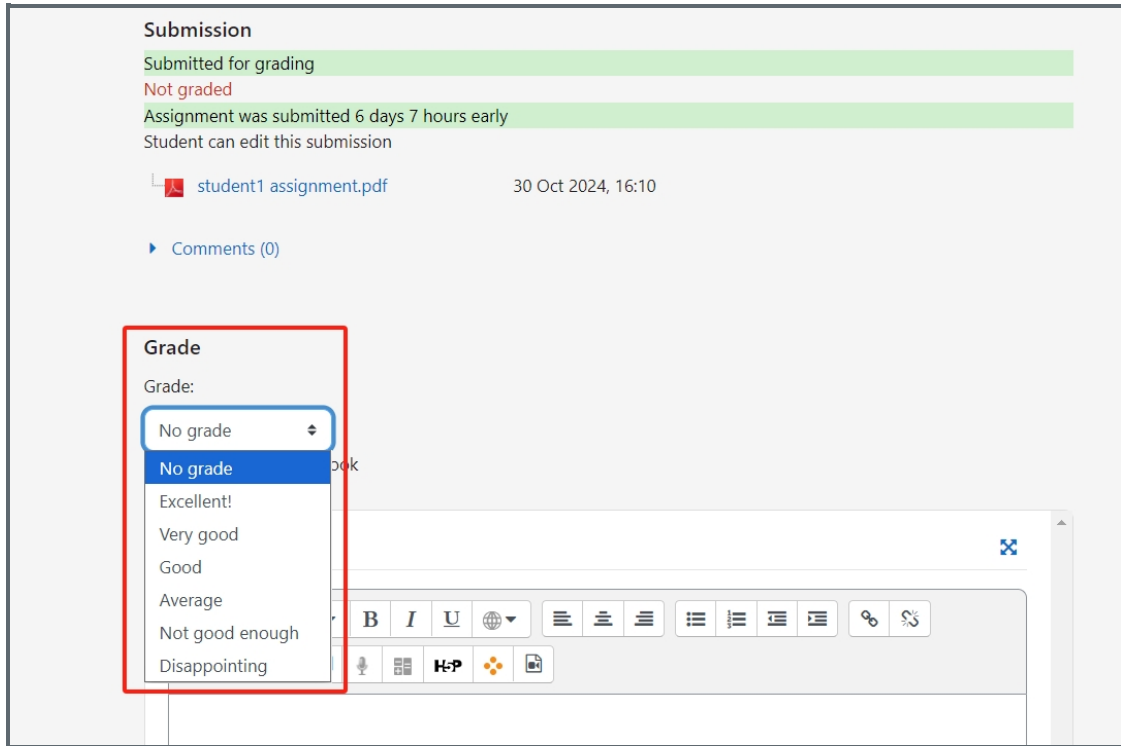 Submission
Submitted for grading
Not graded
Assignment was submitted 6 days 7 hours early
Student can edit this submission
student1 assignment.pdf 30 Oct 2024, 16:10
Comments (0)
Grade
Grade:
No grade
No grade
Excellent!
Very good
Good
Average
Not good enough
Disappointing
B I U
H5P